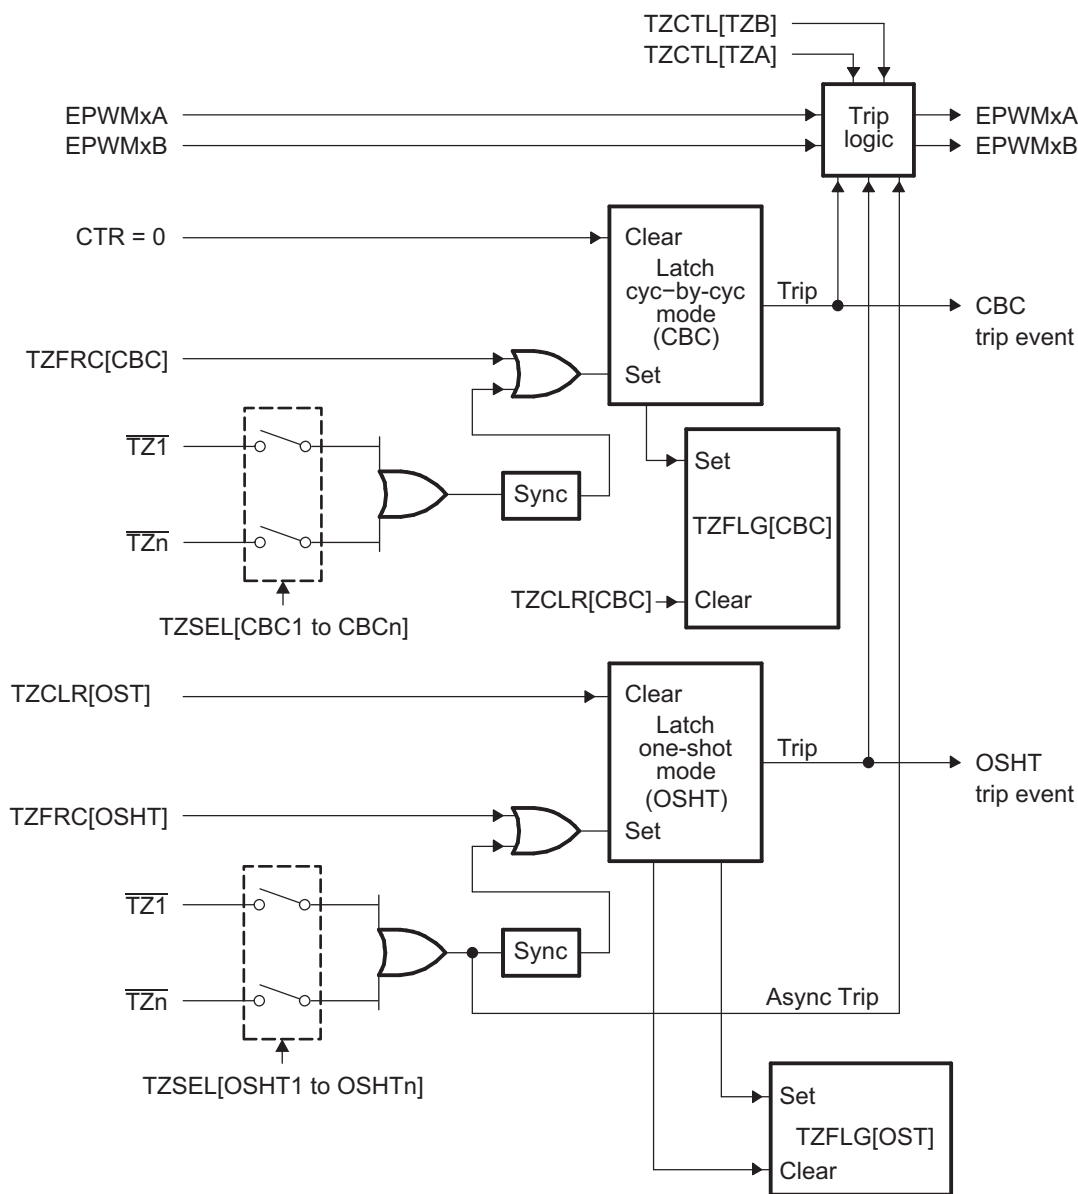 TZCTL[TZB]
TZCTL[TZA]
EPWMxA
EPWMxB
Trip
logic
EPWMxA
EPWMxB
CTR = 0
Clear
Latch
cyc−by-cyc
mode
(CBC)
Set
Trip
CBC
trip event
TZFRC[CBC]
TZ1
TZn
Sync
TZSEL[CBC1 to CBCn]
Set
TZFLG[CBC]
TZCLR[CBC]
Clear
TZCLR[OST]
Clear
Latch
one-shot
mode
(OSHT)
Set
Trip
OSHT
trip event
TZFRC[OSHT]
TZ1
TZn
Sync
Async Trip
TZSEL[OSHT1 to OSHTn]
Set
TZFLG[OST]
Clear